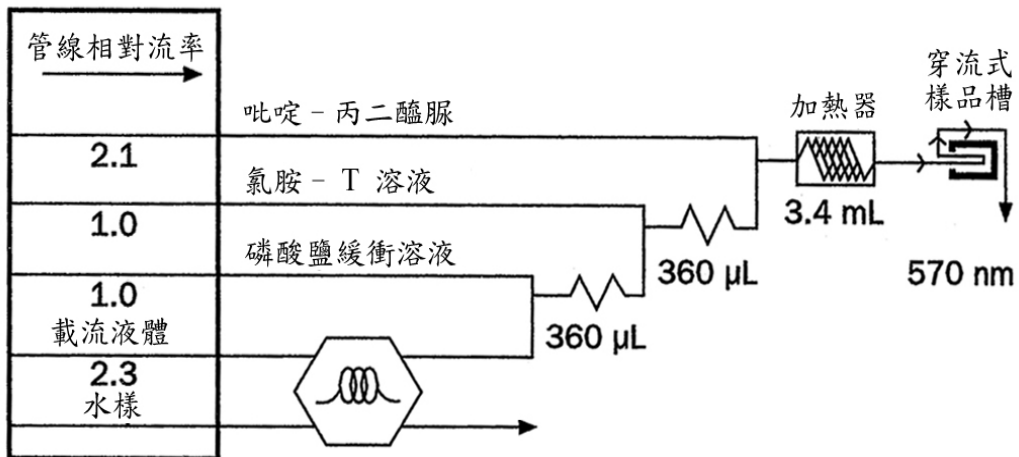 管線相對流率
吡啶-丙二醯脲
2.1
氯胺-T 溶液
1.0
磷酸鹽緩衝溶液
1.0
載流液體
2.3
水樣
360 μL
360 μL
加熱器
3.4 mL
穿流式
樣品槽
570 nm